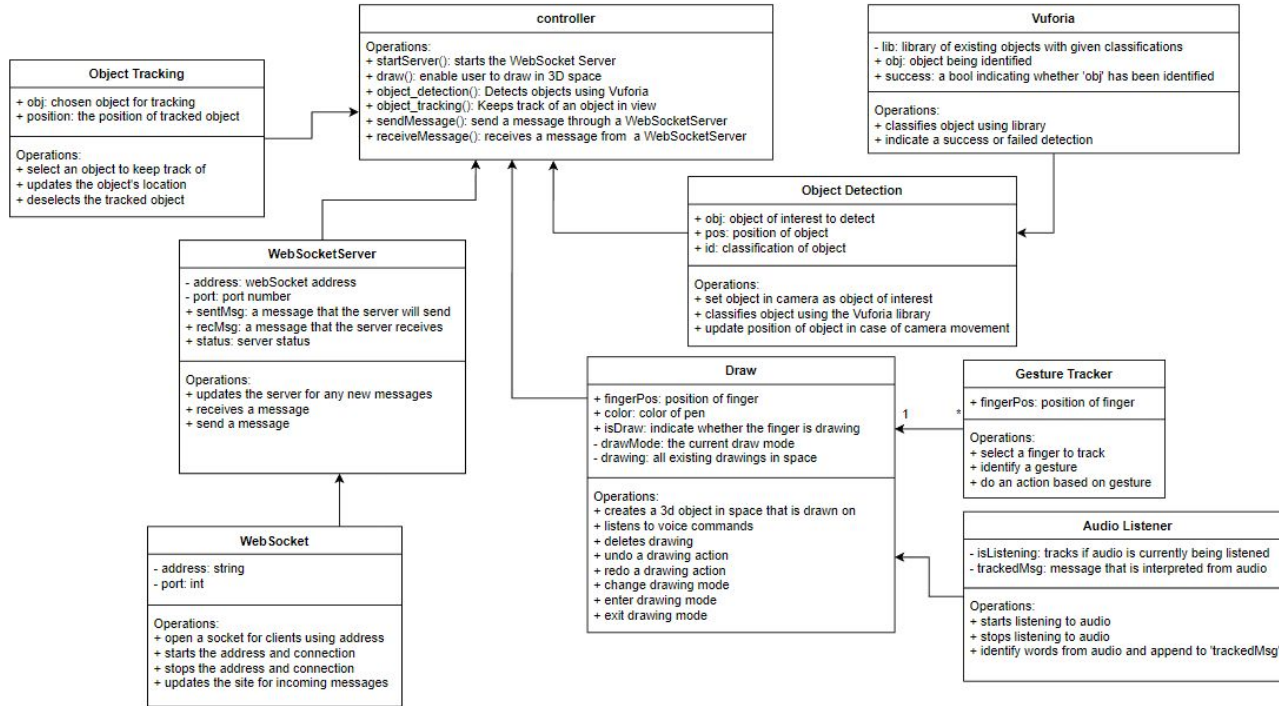 controller
Operations:
+ startServer(): starts the WebSocket Server
+ draw(): enable user to draw in 3D space
+ object_detection(): Detects objects using Vuforia
+ object_tracking(): Keeps track of an object in view
+ sendMessage(): send a message through a WebSocketServer
+ receiveMessage(): receives a message from a WebSocketServer
Vuforia
- lib: library of existing objects with given classifications
- obj: object being identified
+ success: a bool indicating whether 'obj' has been identified
Operations:
+ classifies object using library
+ indicate a success or failed detection
Object Tracking
+ obj: chosen object for tracking
+ position: the position of tracked object
Operations:
+ select an object to keep track of
+ updates the object's location
+ deselects the tracked object
Object Detection
+ obj: object of interest to detect
+ pos: position of object
+ id: classification of object
Operations:
+ set object in camera as object of interest
+ classifies object using the Vuforia library
+ update position of object in case of camera movement
WebSocketServer
- address: webSocket address
- port: port number
+ sentMsg: a message that the server will send
+ recMsg: a message that the server receives
+ status: server status
Operations:
+ updates the server for any new messages
+ receives a message
+ send a message
Draw
+ fingerPos: position of finger
+ color: color of pen
+ isDraw: indicate whether the finger is drawing
- drawMode: the current draw mode
- drawing: all existing drawings in space
Operations:
+ creates a 3d object in space that is drawn on
+ listens to voice commands
+ deletes drawing
+ undo a drawing action
+ redo a drawing action
+ change drawing mode
+ enter drawing mode
+ exit drawing mode
1
*
Gesture Tracker
+ fingerPos: position of finger
Operations:
+ select a finger to track
+ identify a gesture
+ do an action based on gesture
WebSocket
- address: string
- port: int
Operations:
+ open a socket for clients using address
+ starts the address and connection
+ stops the address and connection
+ updates the site for incoming messages
Audio Listener
- isListening: tracks if audio is currently being listened
- trackedMsg: message that is interpreted from audio
Operations:
+ starts listening to audio
+ stops listening to audio
+ identify words from audio and append to 'trackedMsg'